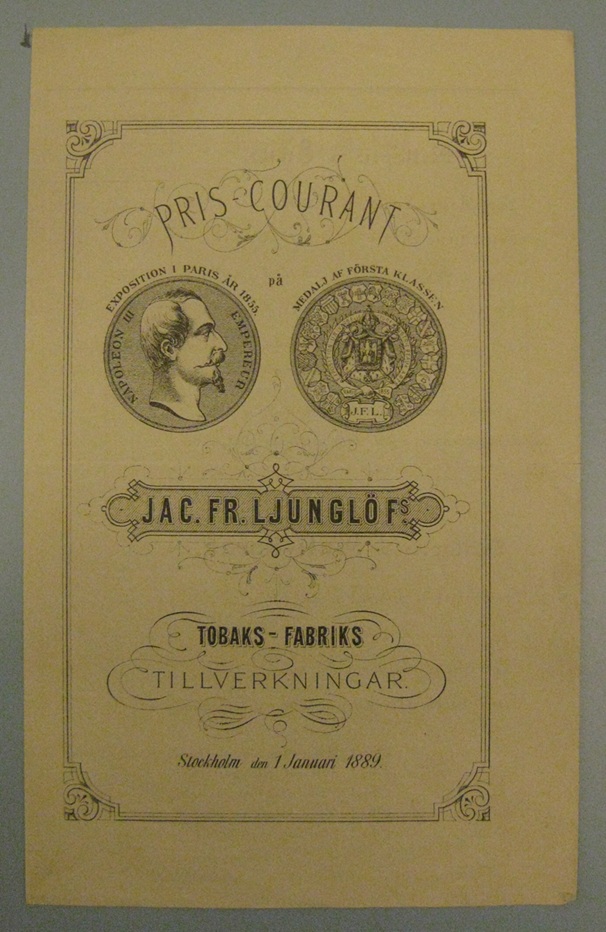 PRIS-COURANT
på
EXPOSITION I PARIS ÅR 1855
NAPOLEON III EMPEREUR
MEDALJ AF FÖRSTA KLASSEN
J.F.L.
JAC. FR. LJUNGLÖFS
TOBAKS-FABRIKS
TILLVERKNINGAR.
Stockholm den 1 Januari 1889.